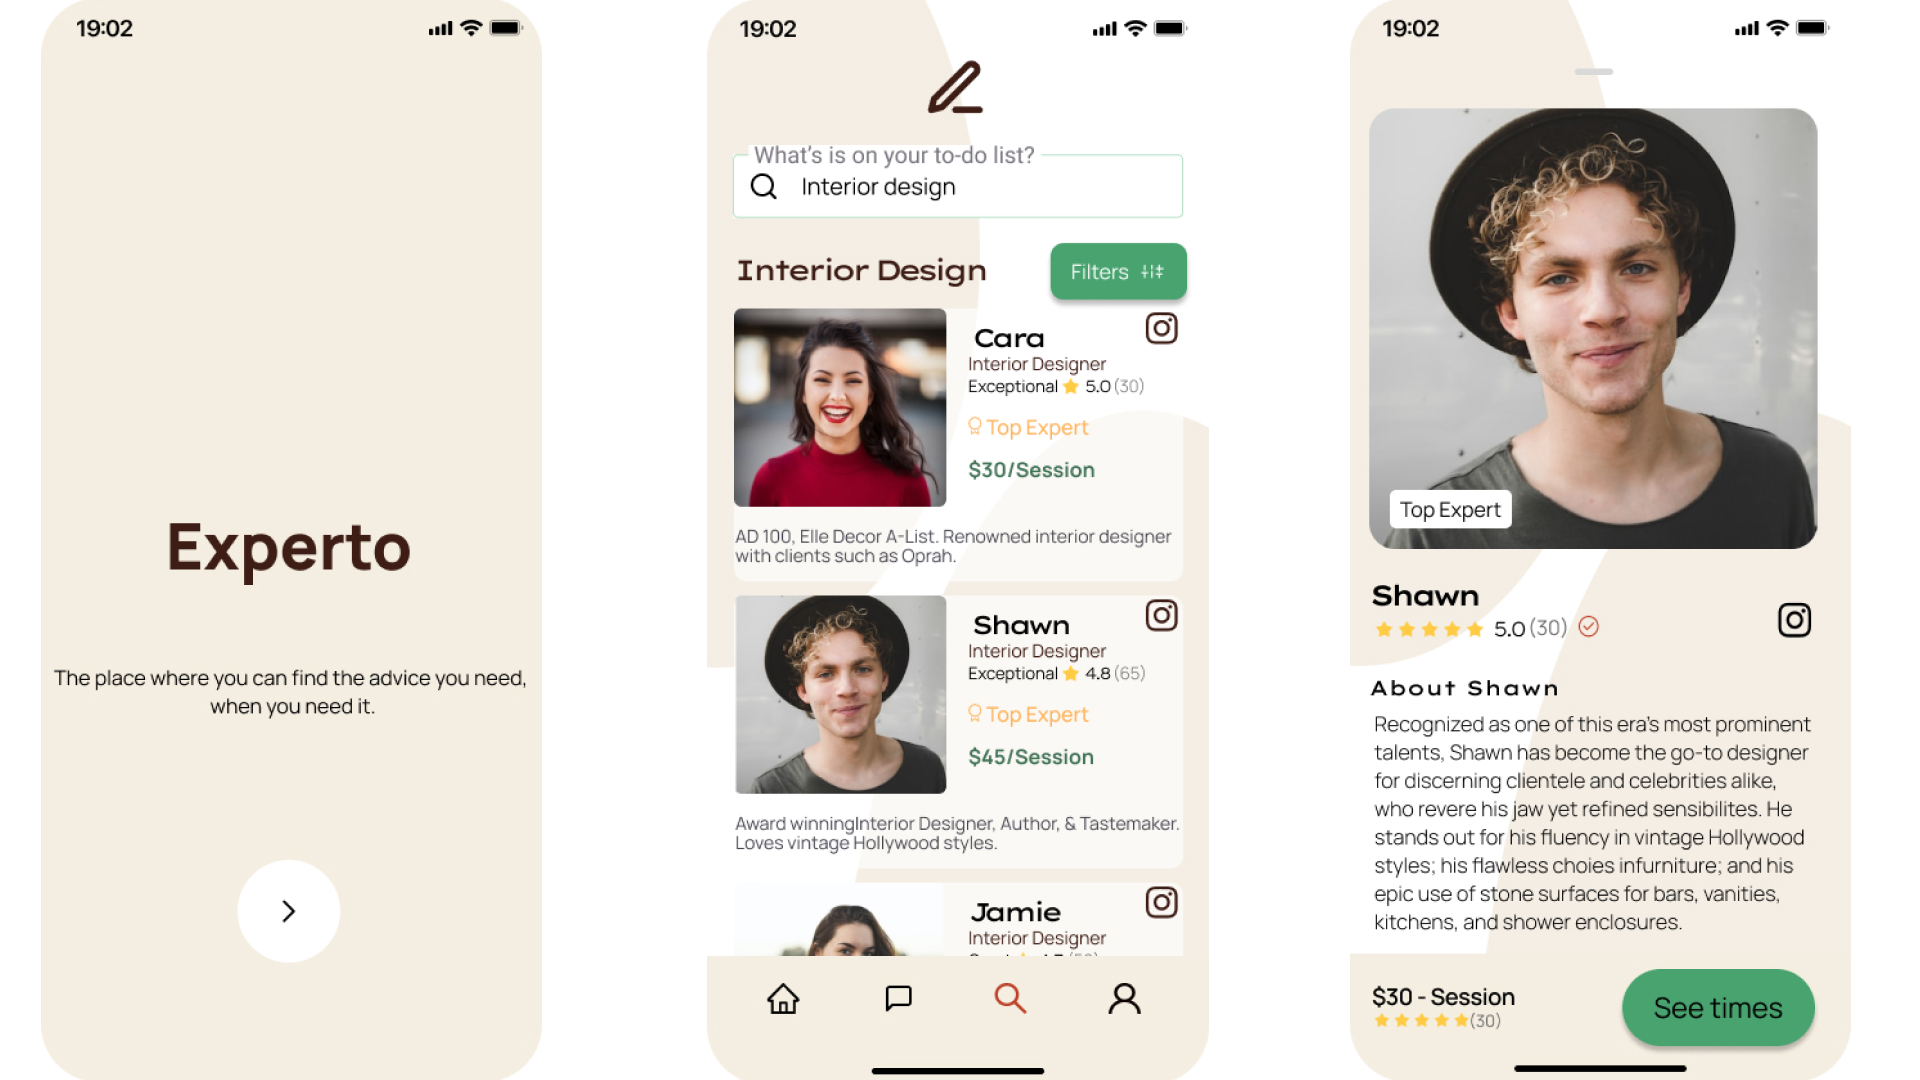 19:02
Experto
The place where you can find the advice you need,
when you need it.
19:02
What's is on your to-do list?
Interior design
Interior Design
Filters
Cara
Interior Designer
Exceptional 5.0 (30)
Top Expert
$30/Session
AD 100, Elle Decor A-List. Renowned interior designer
with clients such as Oprah.
Shawn
Interior Designer
Exceptional 4.8 (65)
Top Expert
$45/Session
Award winningInterior Designer, Author, & Tastemaker.
Loves vintage Hollywood styles.
Jamie
Interior Designer
19:02
Top Expert
Shawn
5.0 (30)
About Shawn
Recognized as one of this era's most prominent
talents, Shawn has become the go-to designer
for discerning clientele and celebrities alike,
who revere his jaw yet refined sensibilites. He
stands out for his fluency in vintage Hollywood
styles; his flawless choies infurniture; and his
epic use of stone surfaces for bars, vanities,
kitchens, and shower enclosures.
$30 - Session
(30)
See times